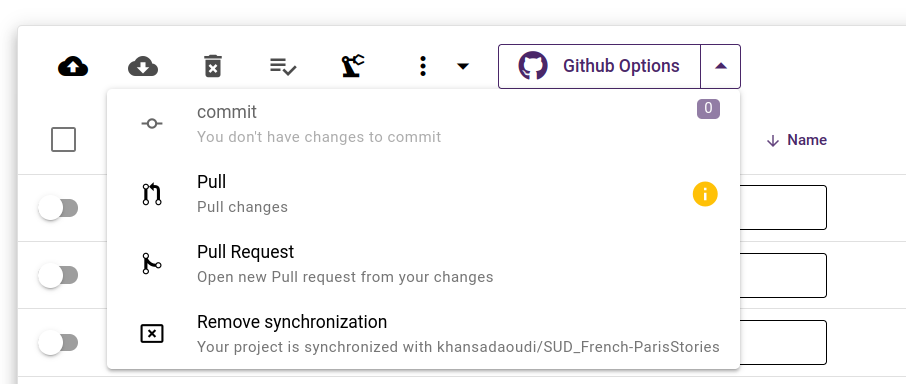 Github Options
commit
0
You don't have changes to commit
Name
Pull
Pull changes
Pull Request
Open new Pull request from your changes
Remove synchronization
Your project is synchronized with khansadaoudi/SUD_French-ParisStories